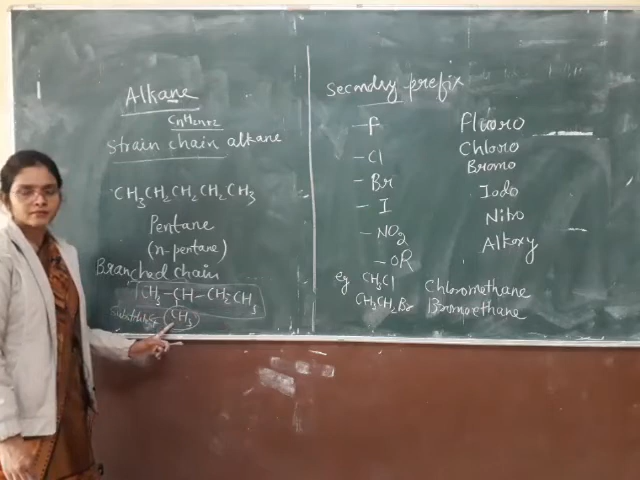 Alkane
CnH2n+2
strain chain alkane
CH3CH2CH2CH2CH3
Pentane
(n-pentane)
Branched chain
CH3-CH-CH2CH3
CH3
Secondry prefix
-F Fluoro
-Cl Chloro
-Br Bromo
-I Iodo
-NO2 Nitro
-OR Alkoxy
eg CH3Cl Chloromethane
CH3CH2Br Bromoethane